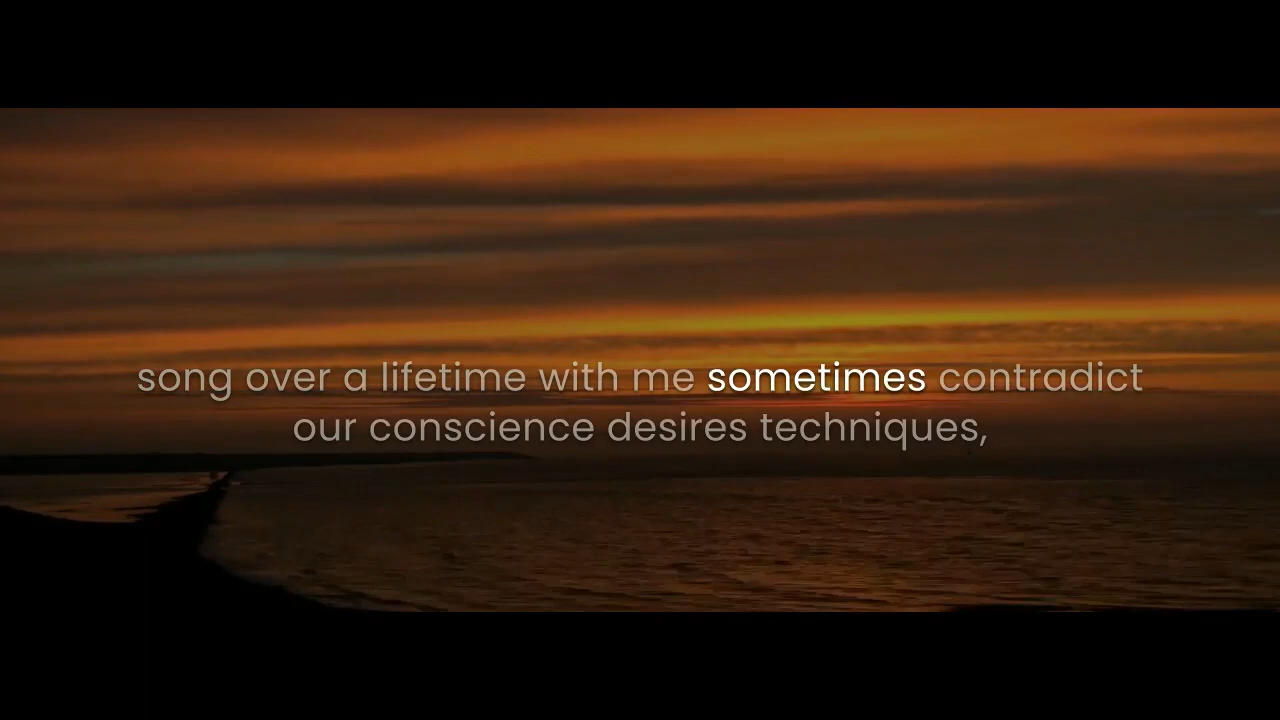 song over a lifetime with me sometimes contradict
our conscience desires techniques,